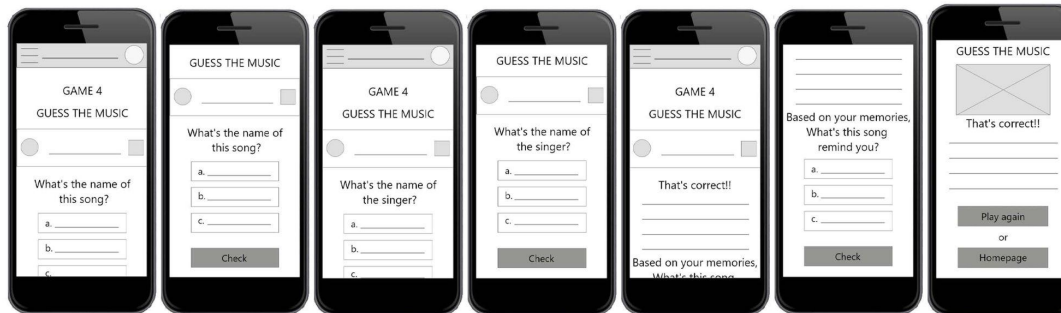 GAME 4
GUESS THE MUSIC
What's the name of
this song?
a.
b.
c.
GUESS THE MUSIC
What's the name of
this song?
a.
b.
c.
Check
GAME 4
GUESS THE MUSIC
What's the name of
the singer?
a.
b.
c.
GUESS THE MUSIC
What's the name of
the singer?
a.
b.
c.
Check
GAME 4
GUESS THE MUSIC
That's correct!!
Based on your memories,
What's this song
Based on your memories,
What's this song
remind you?
a.
b.
c.
Check
GUESS THE MUSIC
That's correct!!
Play again
or
Homepage